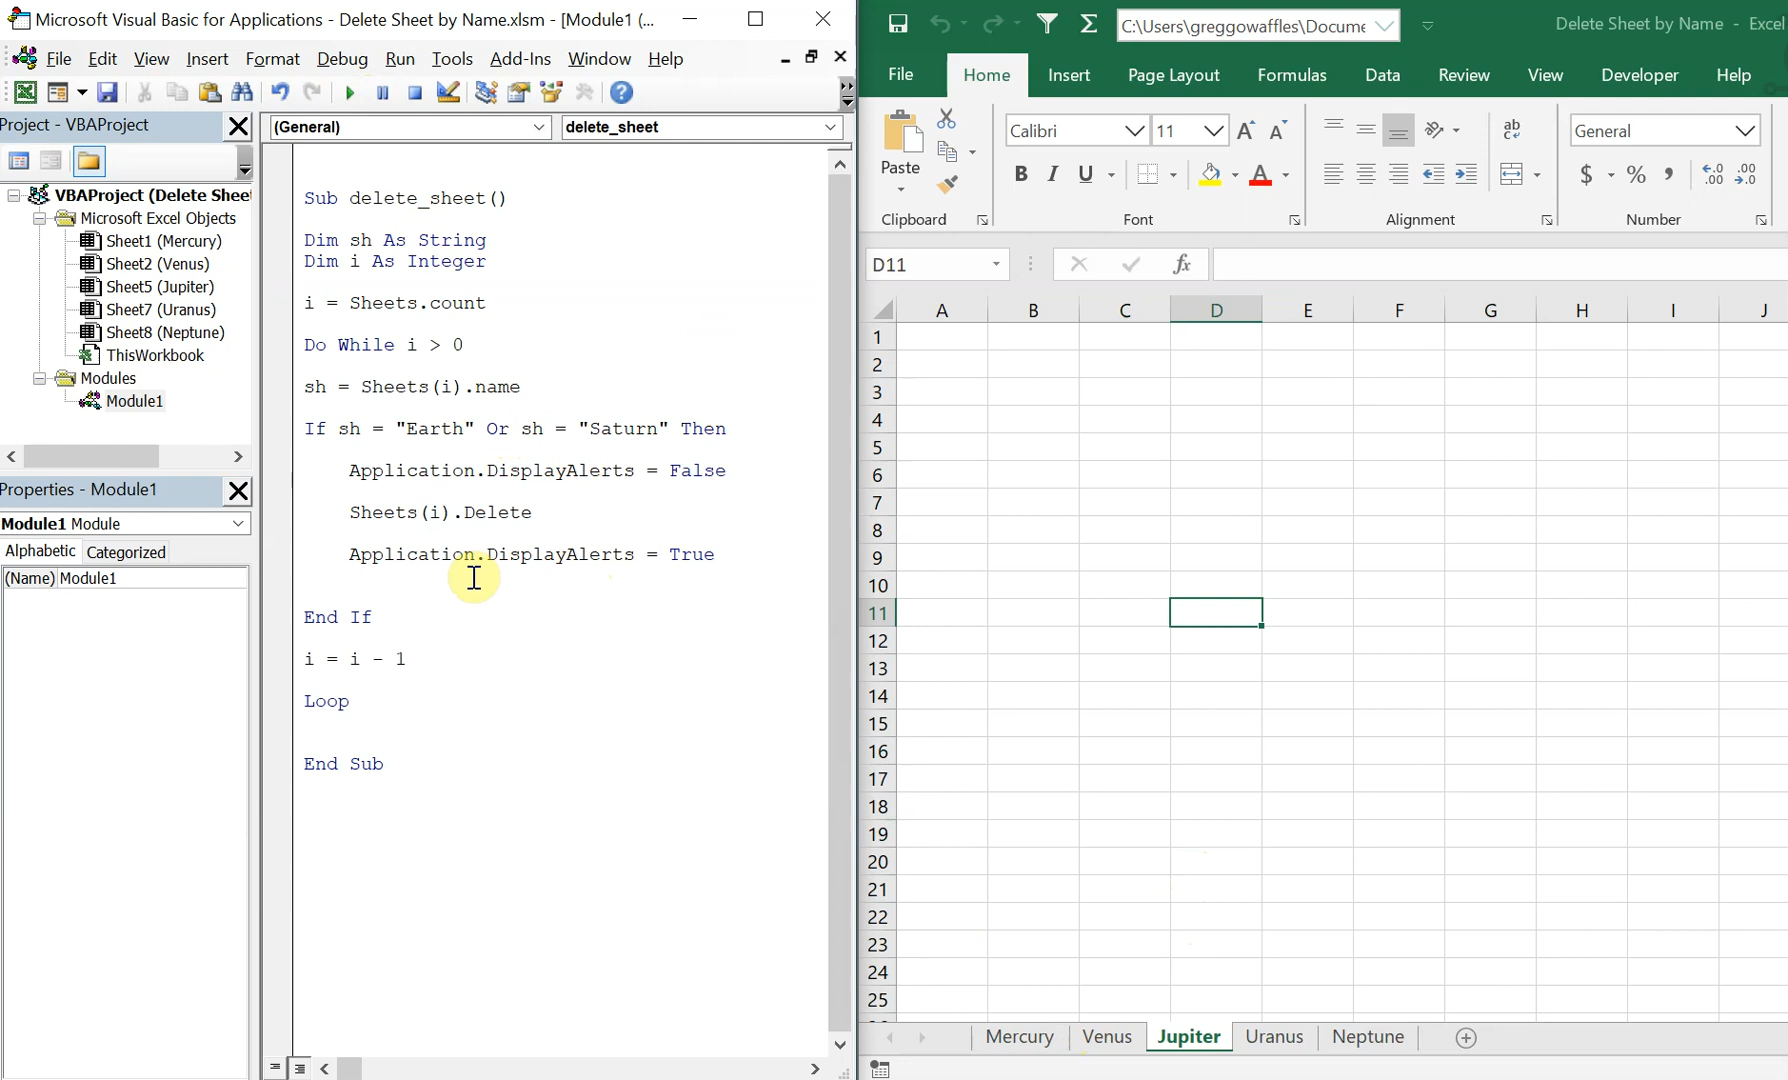 Microsoft Visual Basic for Applications - Delete Sheet by Name.xlsm - [Module1 (...
File Edit View Insert Format Debug Run Tools Add-Ins Window Help
Project - VBAProject
VBAProject (Delete Sheet
Microsoft Excel Objects
Sheet1 (Mercury)
Sheet2 (Venus)
Sheet5 (Jupiter)
Sheet7 (Uranus)
Sheet8 (Neptune)
ThisWorkbook
Modules
Module1
Properties - Module1
Module1 Module
Alphabetic Categorized
(Name) Module1
(General) delete_sheet
Sub delete_sheet()
Dim sh As String
Dim i As Integer
i = Sheets.count
Do While i > 0
sh = Sheets(i).name
If sh = "Earth" Or sh = "Saturn" Then
Application.DisplayAlerts = False
Sheets(i).Delete
Application.DisplayAlerts = True
End If
i = i - 1
Loop
End Sub
C:\Users\greggowaffles\Docume
Delete Sheet by Name - Excel
File Home Insert Page Layout Formulas Data Review View Developer Help
Paste
Calibri 11
B I U
General
$ % ,
Clipboard Font Alignment Number
D11 fx
A B C D E F G H I J
1
2
3
4
5
6
7
8
9
10
11
12
13
14
15
16
17
18
19
20
21
22
23
24
25
Mercury Venus Jupiter Uranus Neptune